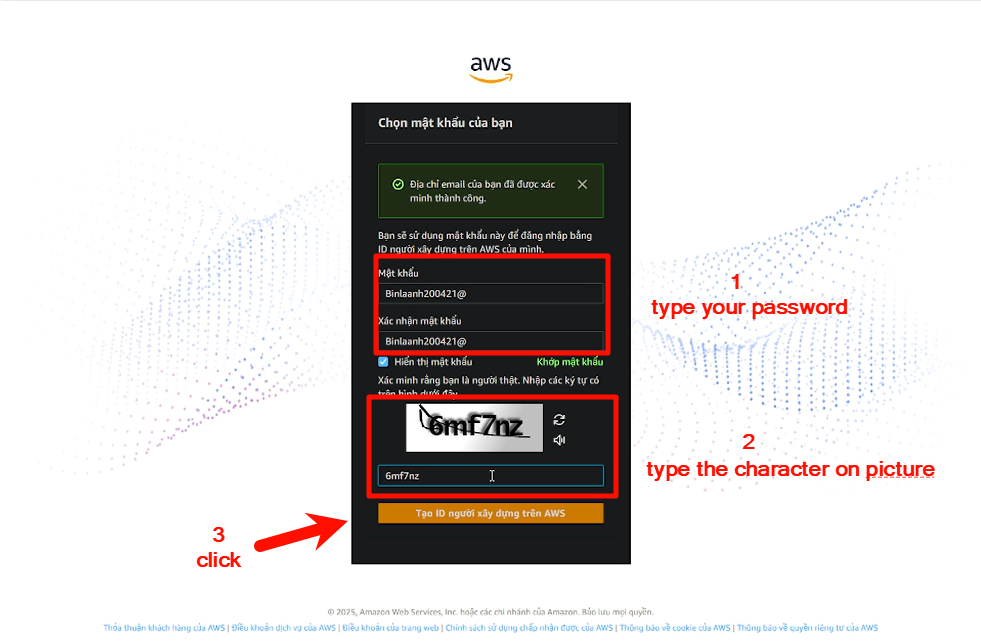 aws
Chọn mật khẩu của bạn
Địa chỉ email của bạn đã được xác
minh thành công.
Bạn sẽ sử dụng mật khẩu này để đăng nhập bằng
ID người xây dựng trên AWS của mình.
Mật khẩu
Binlaanh200421@
Xác nhận mật khẩu
Binlaanh200421@
Hiển thị mật khẩu
Khớp mật khẩu
Xác minh rằng bạn là người thật. Nhập các ký tự có
trên hình dưới đây.
6mf7nz
6mf7nz
Tạo ID người xây dựng trên AWS
1
type your password
2
type the character on picture
3
click
© 2025, Amazon Web Services, Inc. hoặc các chi nhánh của Amazon. Bảo lưu mọi quyền.
Thỏa thuận khách hàng của AWS | Điều khoản dịch vụ của AWS | Điều khoản của trang web | Chính sách sử dụng chấp nhận được của AWS | Thông báo về cookie của AWS | Thông báo về quyền riêng tư của AWS